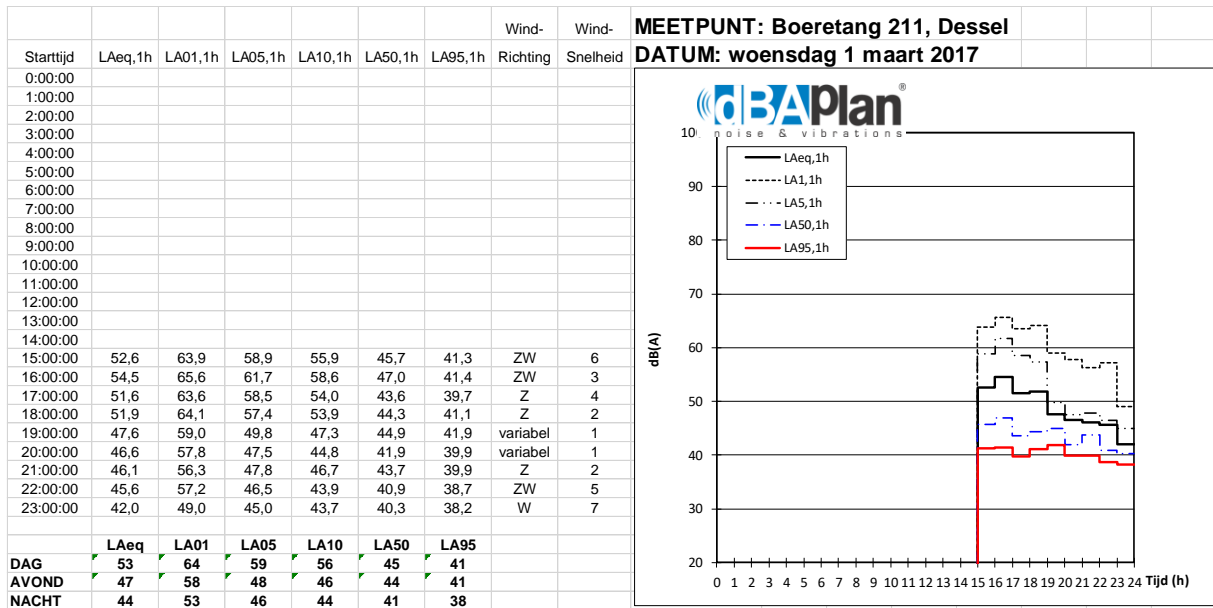 Wind- Wind- MEETPUNT: Boeretang 211, Dessel
Starttijd LAeq,1h LA01,1h LA05,1h LA10,1h LA50,1h LA95,1h Richting Snelheid DATUM: woensdag 1 maart 2017
0:00:00
1:00:00
2:00:00
3:00:00
4:00:00
5:00:00
6:00:00
7:00:00
8:00:00
9:00:00
10:00:00
11:00:00
12:00:00
13:00:00
14:00:00
15:00:00 52,6 63,9 58,9 55,9 45,7 41,3 ZW 6
16:00:00 54,5 65,6 61,7 58,6 47,0 41,4 ZW 3
17:00:00 51,6 63,6 58,5 54,0 43,6 39,7 Z 4
18:00:00 51,9 64,1 57,4 53,9 44,3 41,1 Z 2
19:00:00 47,6 59,0 49,8 47,3 44,9 41,9 variabel 1
20:00:00 46,6 57,8 47,5 44,8 41,9 39,9 variabel 1
21:00:00 46,1 56,3 47,8 46,7 43,7 39,9 Z 2
22:00:00 45,6 57,2 46,5 43,9 40,9 38,7 ZW 5
23:00:00 42,0 49,0 45,0 43,7 40,3 38,2 W 7
LAeq LA01 LA05 LA10 LA50 LA95
DAG 53 64 59 56 45 41
AVOND 47 58 48 46 44 41
NACHT 44 53 46 44 41 38
dBAPlan®
noise & vibrations
LAeq,1h
LA1,1h
LA5,1h
LA50,1h
LA95,1h
dB(A)
90
80
70
60
50
40
30
20
0 1 2 3 4 5 6 7 8 9 10 11 12 13 14 15 16 17 18 19 20 21 22 23 24 Tijd (h)